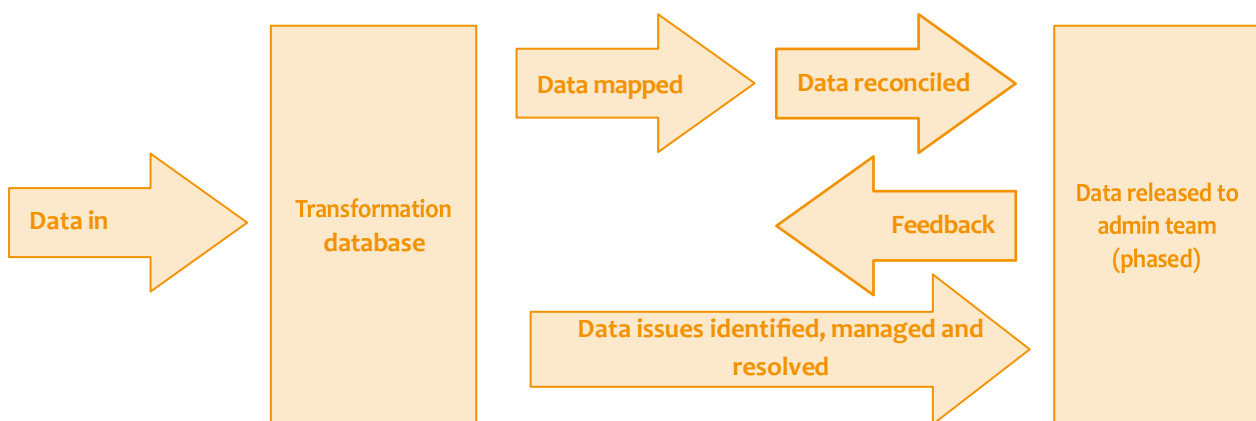 Data in
Transformation
database
Data mapped
Data reconciled
Feedback
Data issues identified, managed and
resolved
Data released to
admin team
(phased)